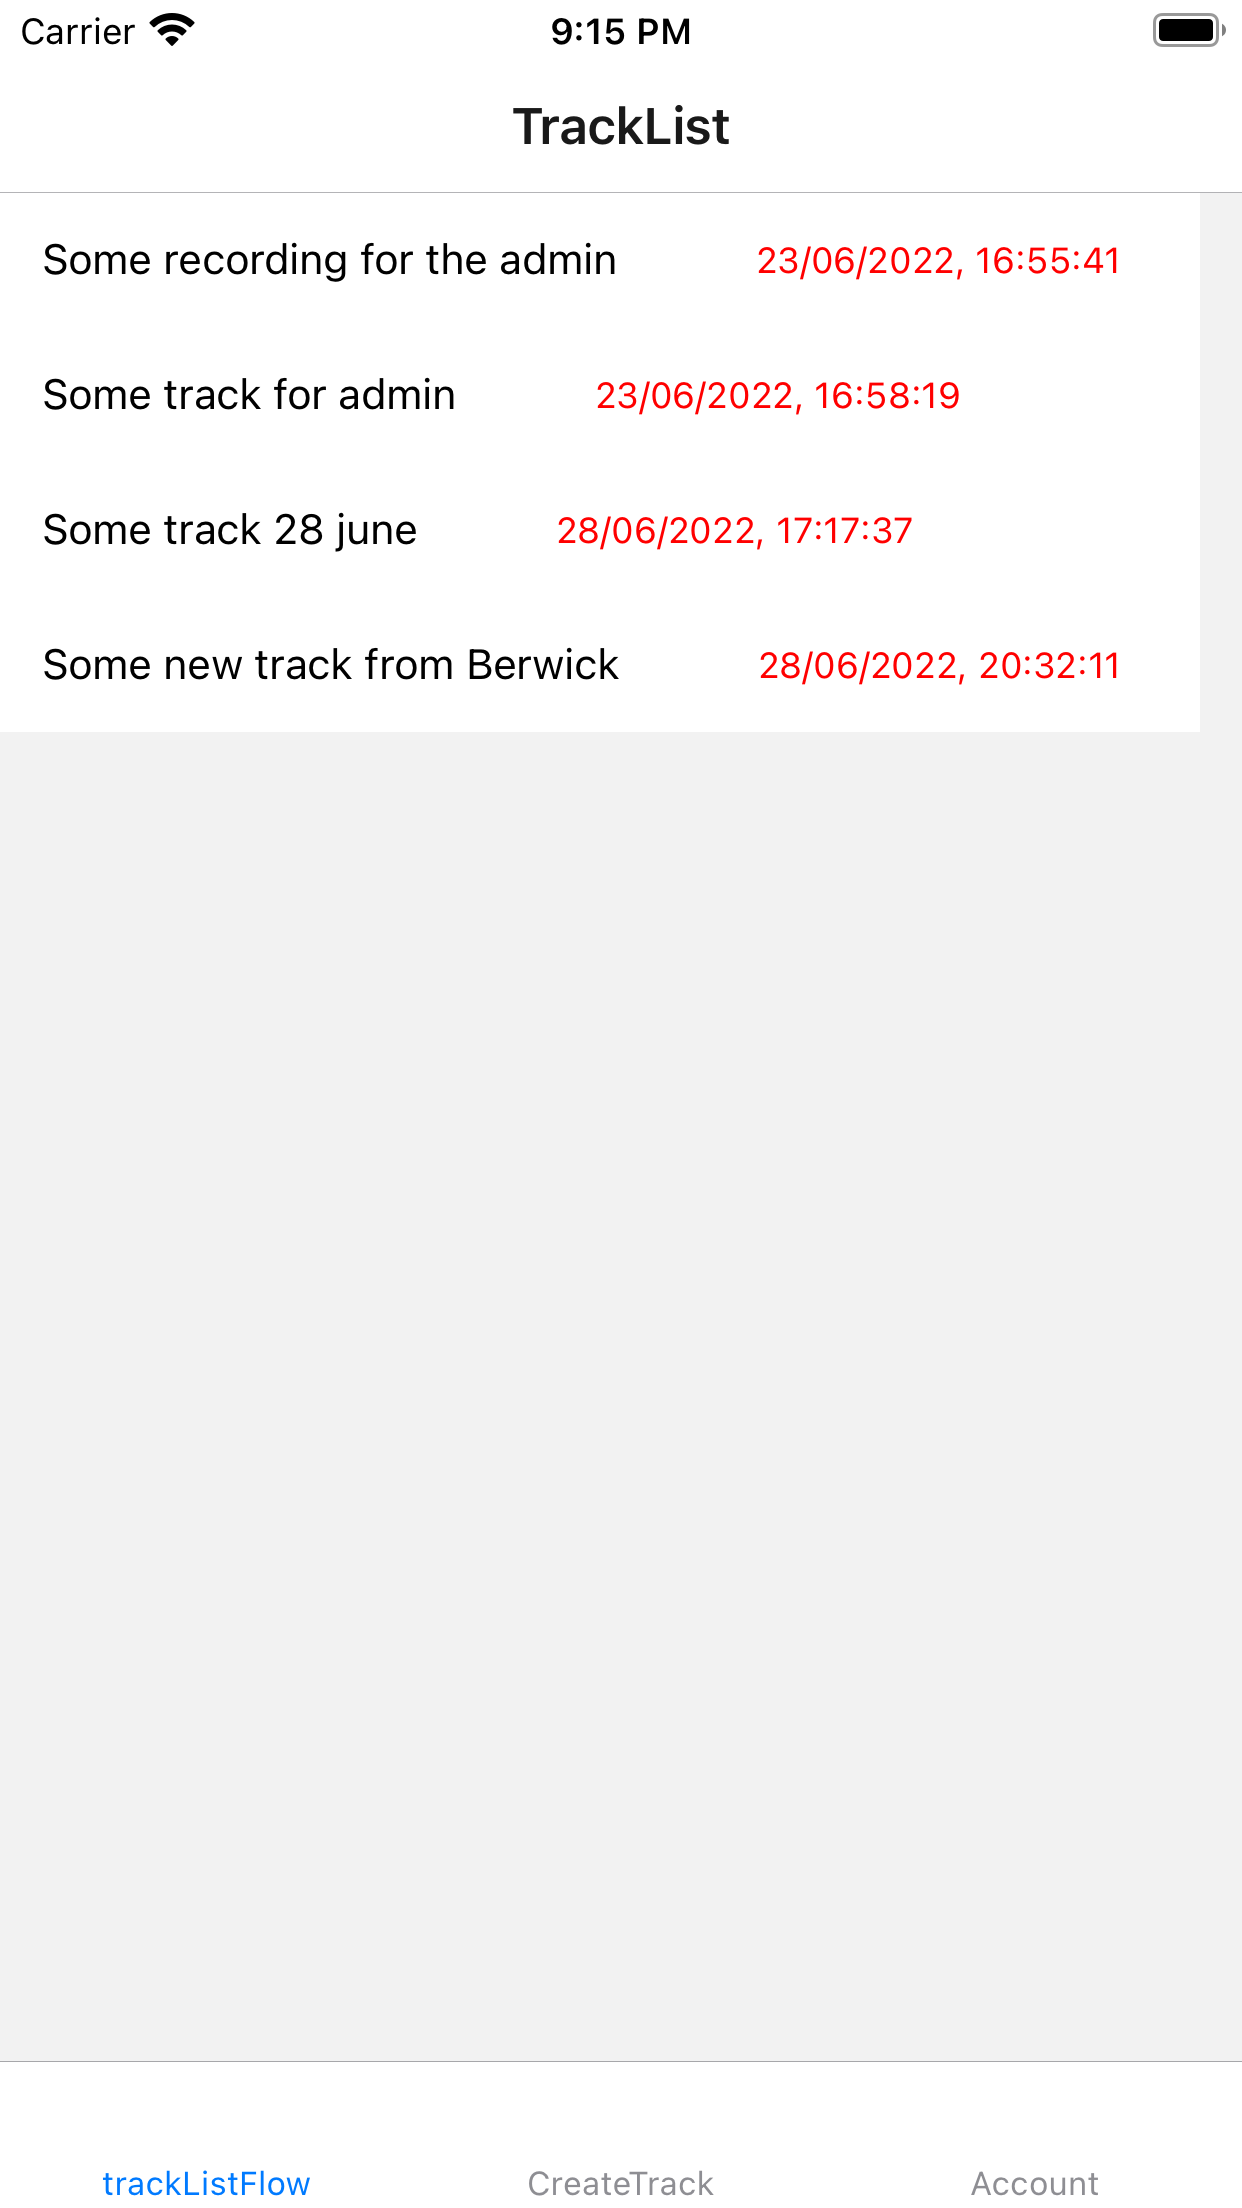 Carrier 9:15 PM
TrackList
Some recording for the admin 23/06/2022, 16:55:41
Some track for admin 23/06/2022, 16:58:19
Some track 28 june 28/06/2022, 17:17:37
Some new track from Berwick 28/06/2022, 20:32:11
trackListFlow CreateTrack Account